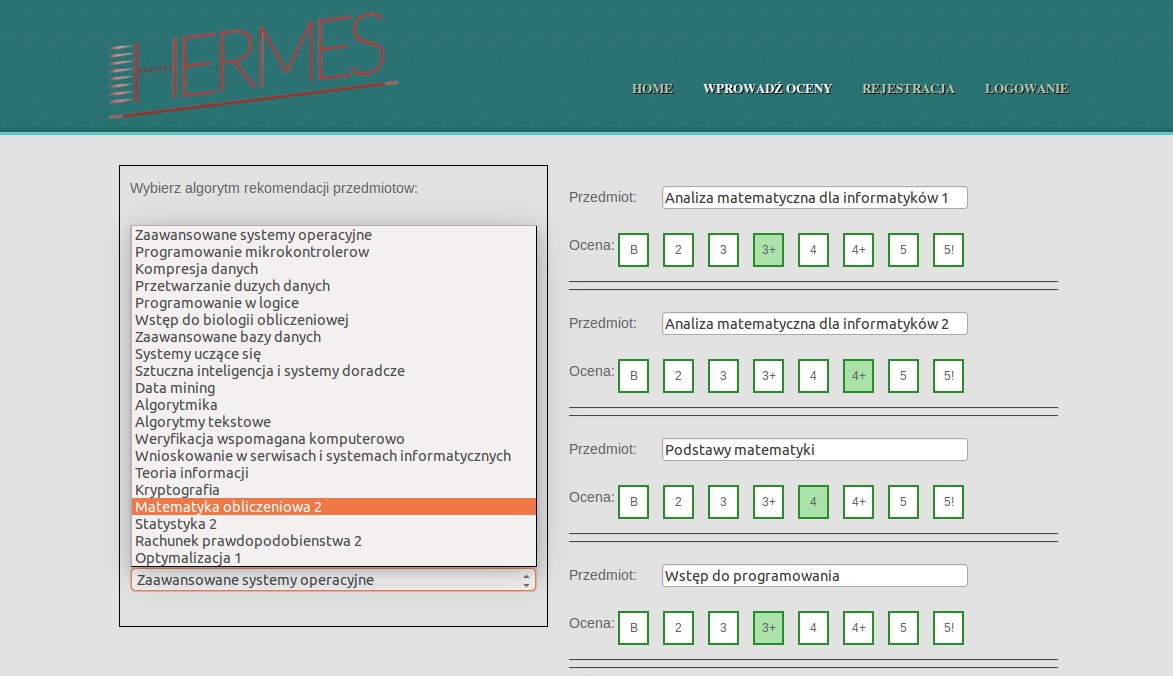 HERMES
HOME WPROWADŹ OCENY REJESTRACJA LOGOWANIE
Wybierz algorytm rekomendacji przedmiotow:
Zaawansowane systemy operacyjne
Programowanie mikrokontrolerow
Kompresja danych
Przetwarzanie duzych danych
Programowanie w logice
Wstęp do biologii obliczeniowej
Zaawansowane bazy danych
Systemy uczące się
Sztuczna inteligencja i systemy doradcze
Data mining
Algorytmika
Algorytmy tekstowe
Weryfikacja wspomagana komputerowo
Wnioskowanie w serwisach i systemach informatycznych
Teoria informacji
Kryptografia
Matematyka obliczeniowa 2
Statystyka 2
Rachunek prawdopodobienstwa 2
Optymalizacja 1
Zaawansowane systemy operacyjne
Przedmiot: Analiza matematyczna dla informatyków 1
Ocena: B 2 3 3+ 4 4+ 5 5!
Przedmiot: Analiza matematyczna dla informatyków 2
Ocena: B 2 3 3+ 4 4+ 5 5!
Przedmiot: Podstawy matematyki
Ocena: B 2 3 3+ 4 4+ 5 5!
Przedmiot: Wstęp do programowania
Ocena: B 2 3 3+ 4 4+ 5 5!